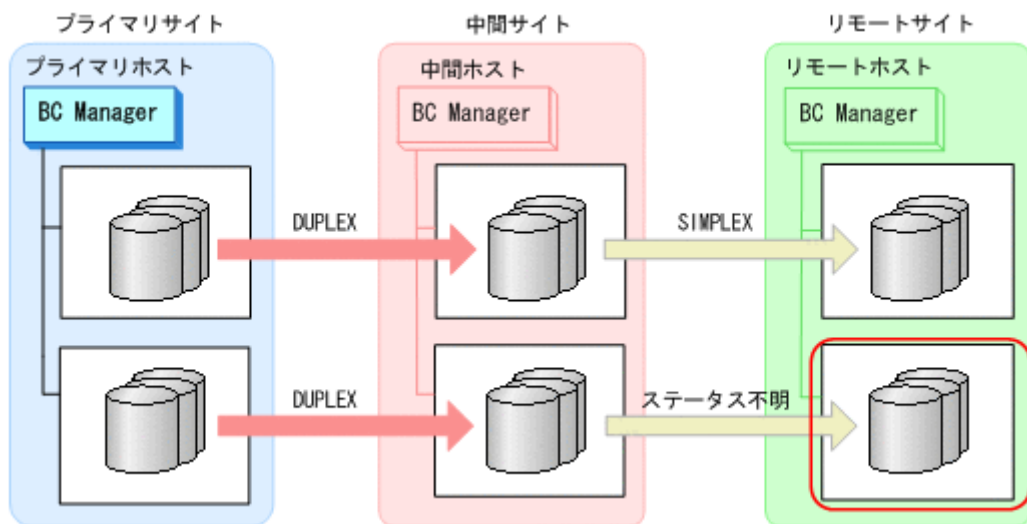 プライマリサイト
中間サイト
リモートサイト
プライマリホスト
中間ホスト
リモートホスト
BC Manager
BC Manager
BC Manager
DUPLEX
SIMPLEX
DUPLEX
ステータス不明